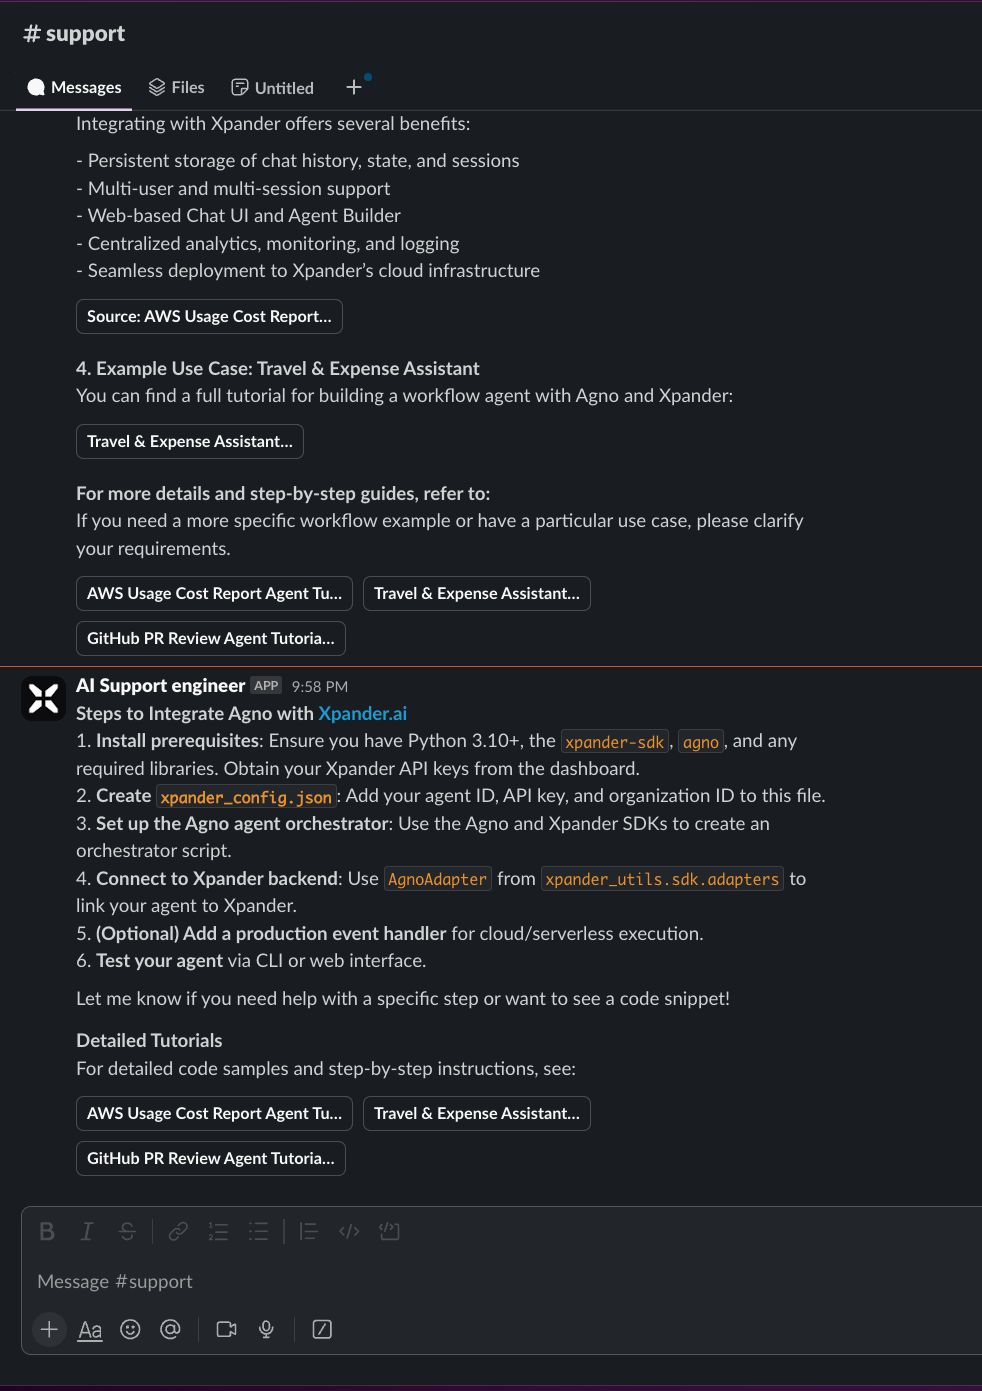 # support
Messages Files Untitled +
Integrating with Xpander offers several benefits:
- Persistent storage of chat history, state, and sessions
- Multi-user and multi-session support
- Web-based Chat UI and Agent Builder
- Centralized analytics, monitoring, and logging
- Seamless deployment to Xpander’s cloud infrastructure
Source: AWS Usage Cost Report...
4. Example Use Case: Travel & Expense Assistant
You can find a full tutorial for building a workflow agent with Agno and Xpander:
Travel & Expense Assistant...
For more details and step-by-step guides, refer to:
If you need a more specific workflow example or have a particular use case, please clarify
your requirements.
AWS Usage Cost Report Agent Tu... Travel & Expense Assistant...
GitHub PR Review Agent Tutoria...
AI Support engineer APP 9:58 PM
Steps to Integrate Agno with Xpander.ai
1. Install prerequisites: Ensure you have Python 3.10+, the xpander-sdk, agno, and any
required libraries. Obtain your Xpander API keys from the dashboard.
2. Create xpander_config.json: Add your agent ID, API key, and organization ID to this file.
3. Set up the Agno agent orchestrator: Use the Agno and Xpander SDKs to create an
orchestrator script.
4. Connect to Xpander backend: Use AgnoAdapter from xpander_utils.sdk.adapters to
link your agent to Xpander.
5. (Optional) Add a production event handler for cloud/serverless execution.
6. Test your agent via CLI or web interface.
Let me know if you need help with a specific step or want to see a code snippet!
Detailed Tutorials
For detailed code samples and step-by-step instructions, see:
AWS Usage Cost Report Agent Tu... Travel & Expense Assistant...
GitHub PR Review Agent Tutoria...
B I S
Message #support
+ Aa @